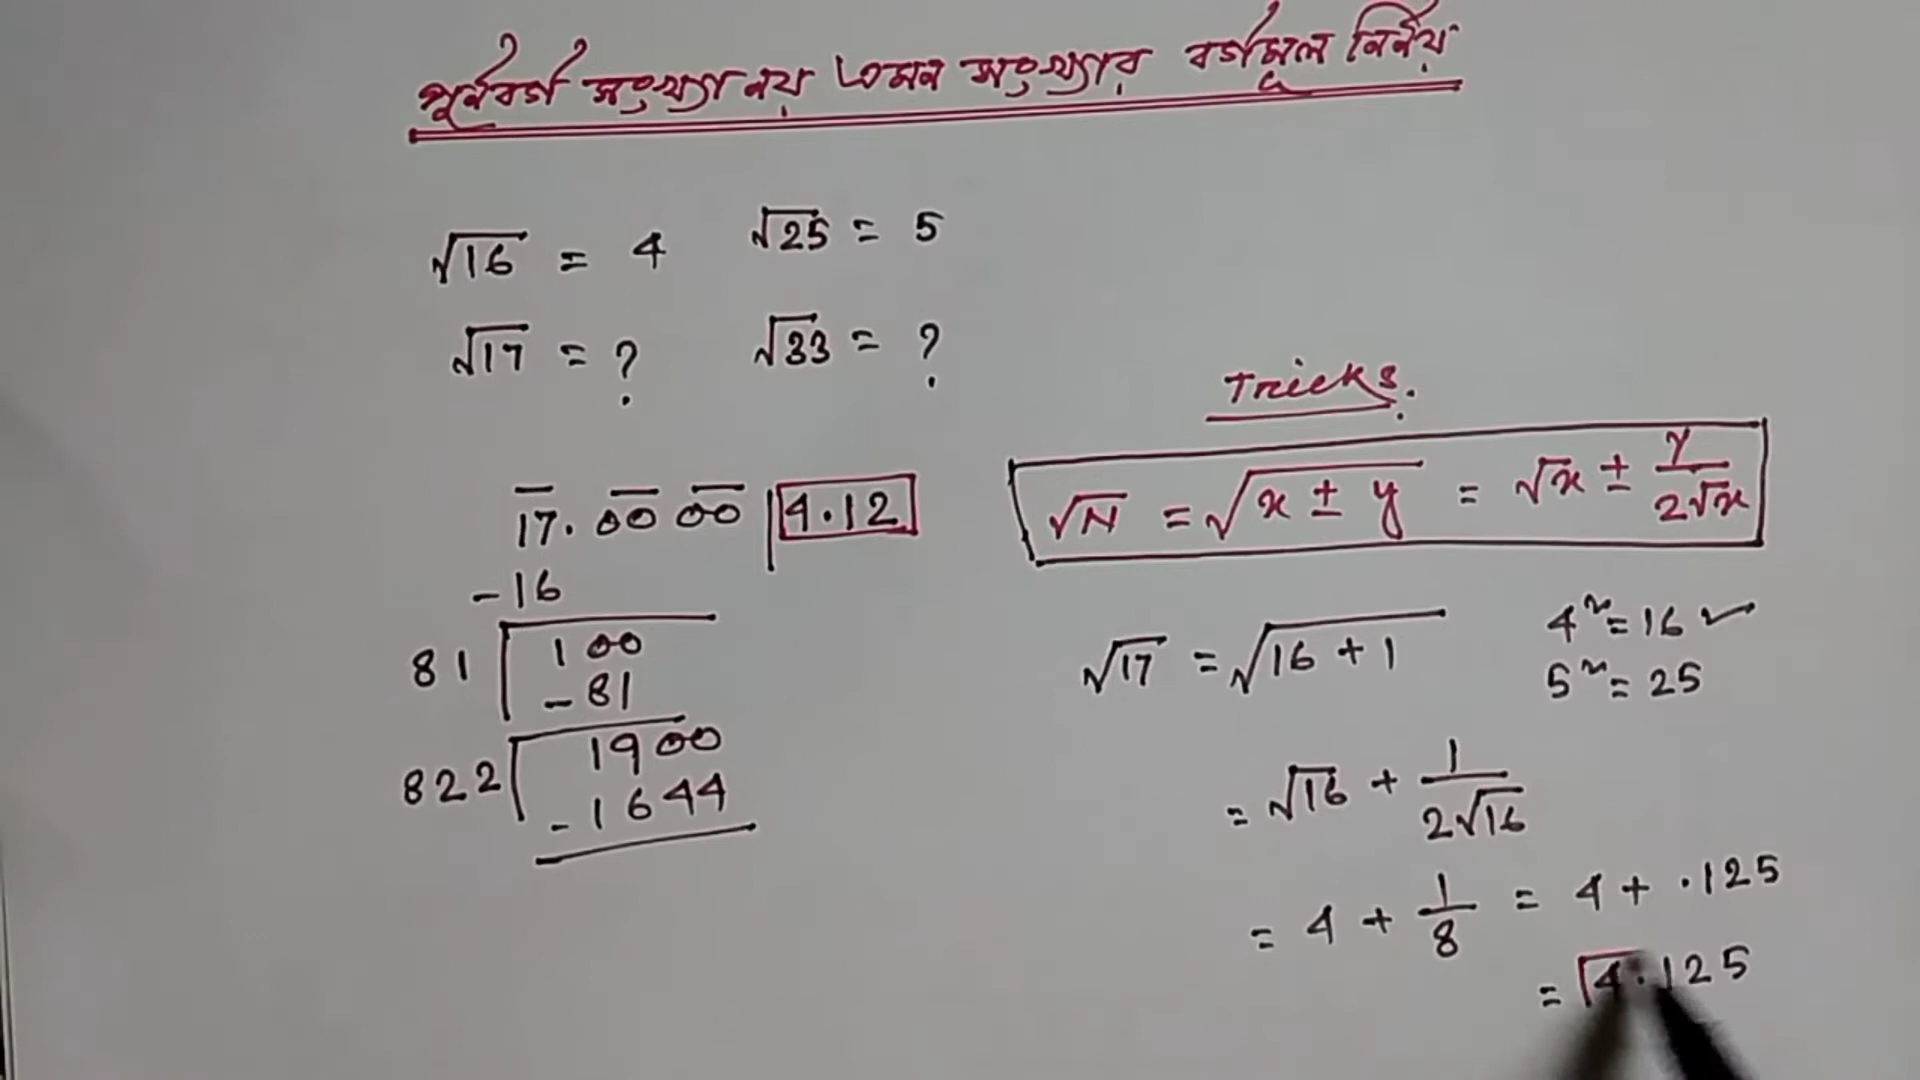 পূর্নবর্গ সংখ্যা নয় এমন সংখ্যার বর্গমূল নির্নয়
√16 = 4 √25 = 5
√17 = ? √33 = ?
17.00 00 | 4.12
-16
81 | 100
-81
822 | 1900
-1644
Tricks.
√N = √(x ± y) = √x ± y/(2√x)
√17 = √(16 + 1)
4² = 16 ✓
5² = 25
= √16 + 1/(2√16)
= 4 + 1/8 = 4 + .125
= 4.125